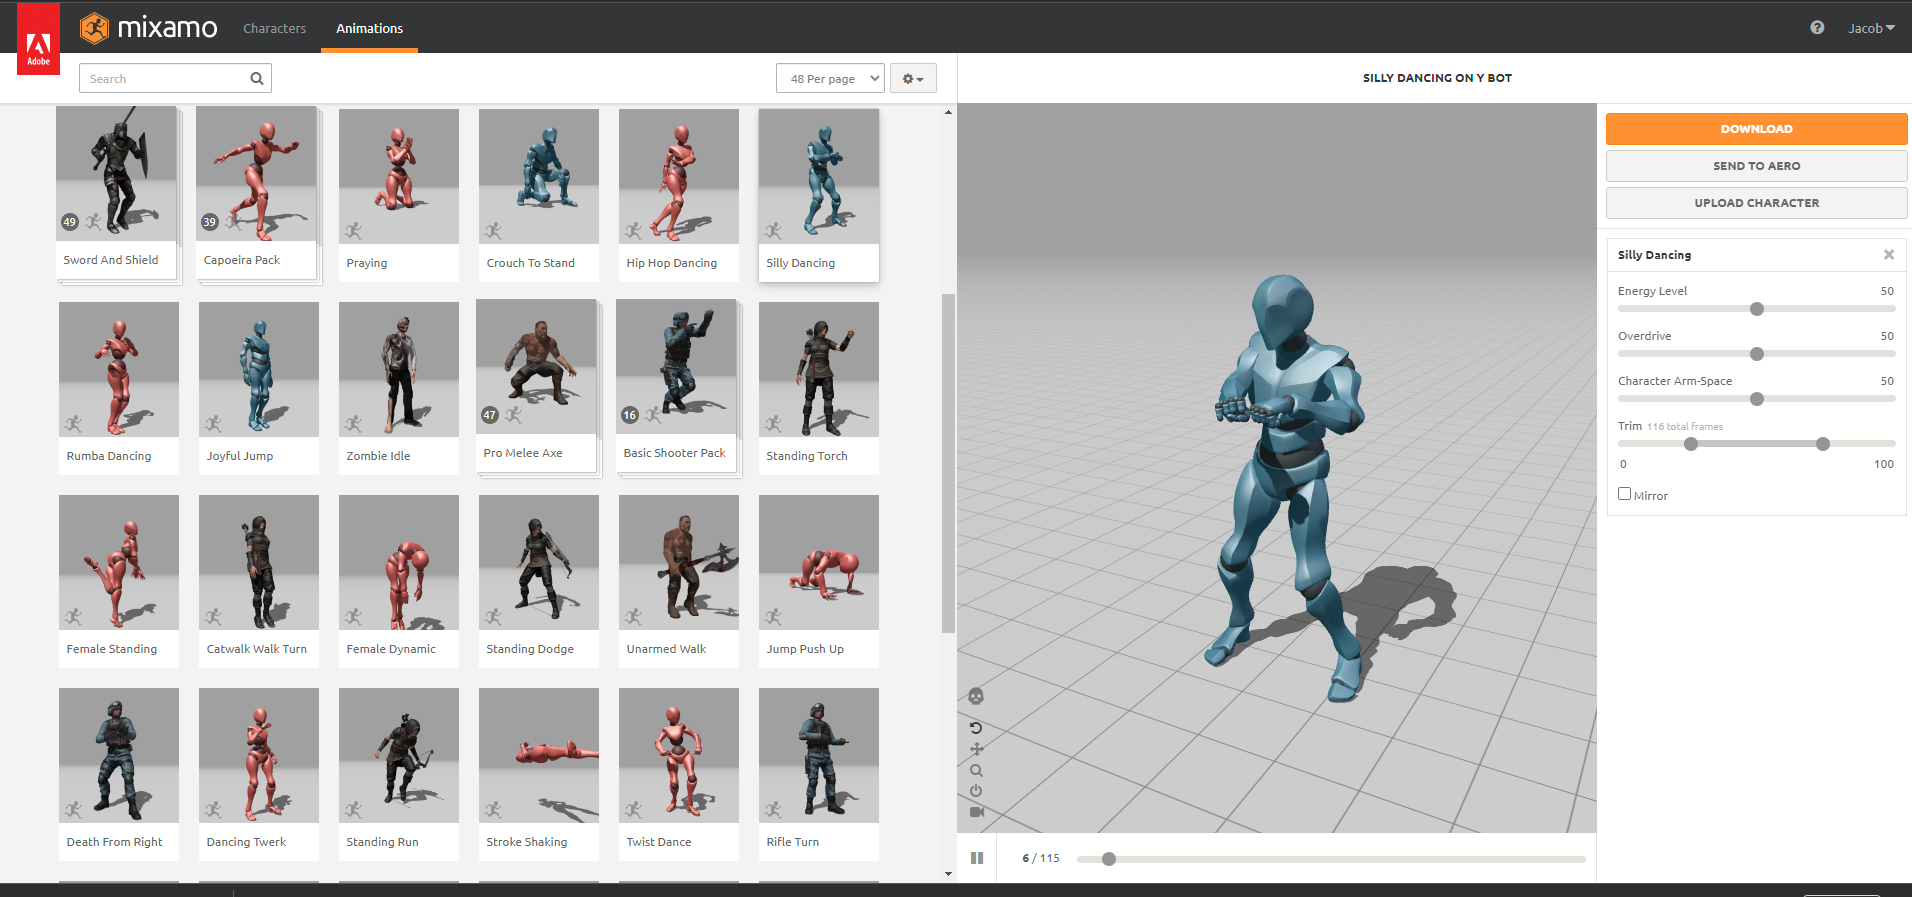 Adobe
mixamo
Characters
Animations
Jacob
Search
48 Per page
SILLY DANCING ON Y BOT
49
Sword And Shield
39
Capoeira Pack
Praying
Crouch To Stand
Hip Hop Dancing
Silly Dancing
Rumba Dancing
Joyful Jump
Zombie Idle
47
Pro Melee Axe
16
Basic Shooter Pack
Standing Torch
Female Standing
Catwalk Walk Turn
Female Dynamic
Standing Dodge
Unarmed Walk
Jump Push Up
Death From Right
Dancing Twerk
Standing Run
Stroke Shaking
Twist Dance
Rifle Turn
6 / 115
DOWNLOAD
SEND TO AERO
UPLOAD CHARACTER
Silly Dancing
Energy Level 50
Overdrive 50
Character Arm-Space 50
Trim 116 total frames
0 100
Mirror